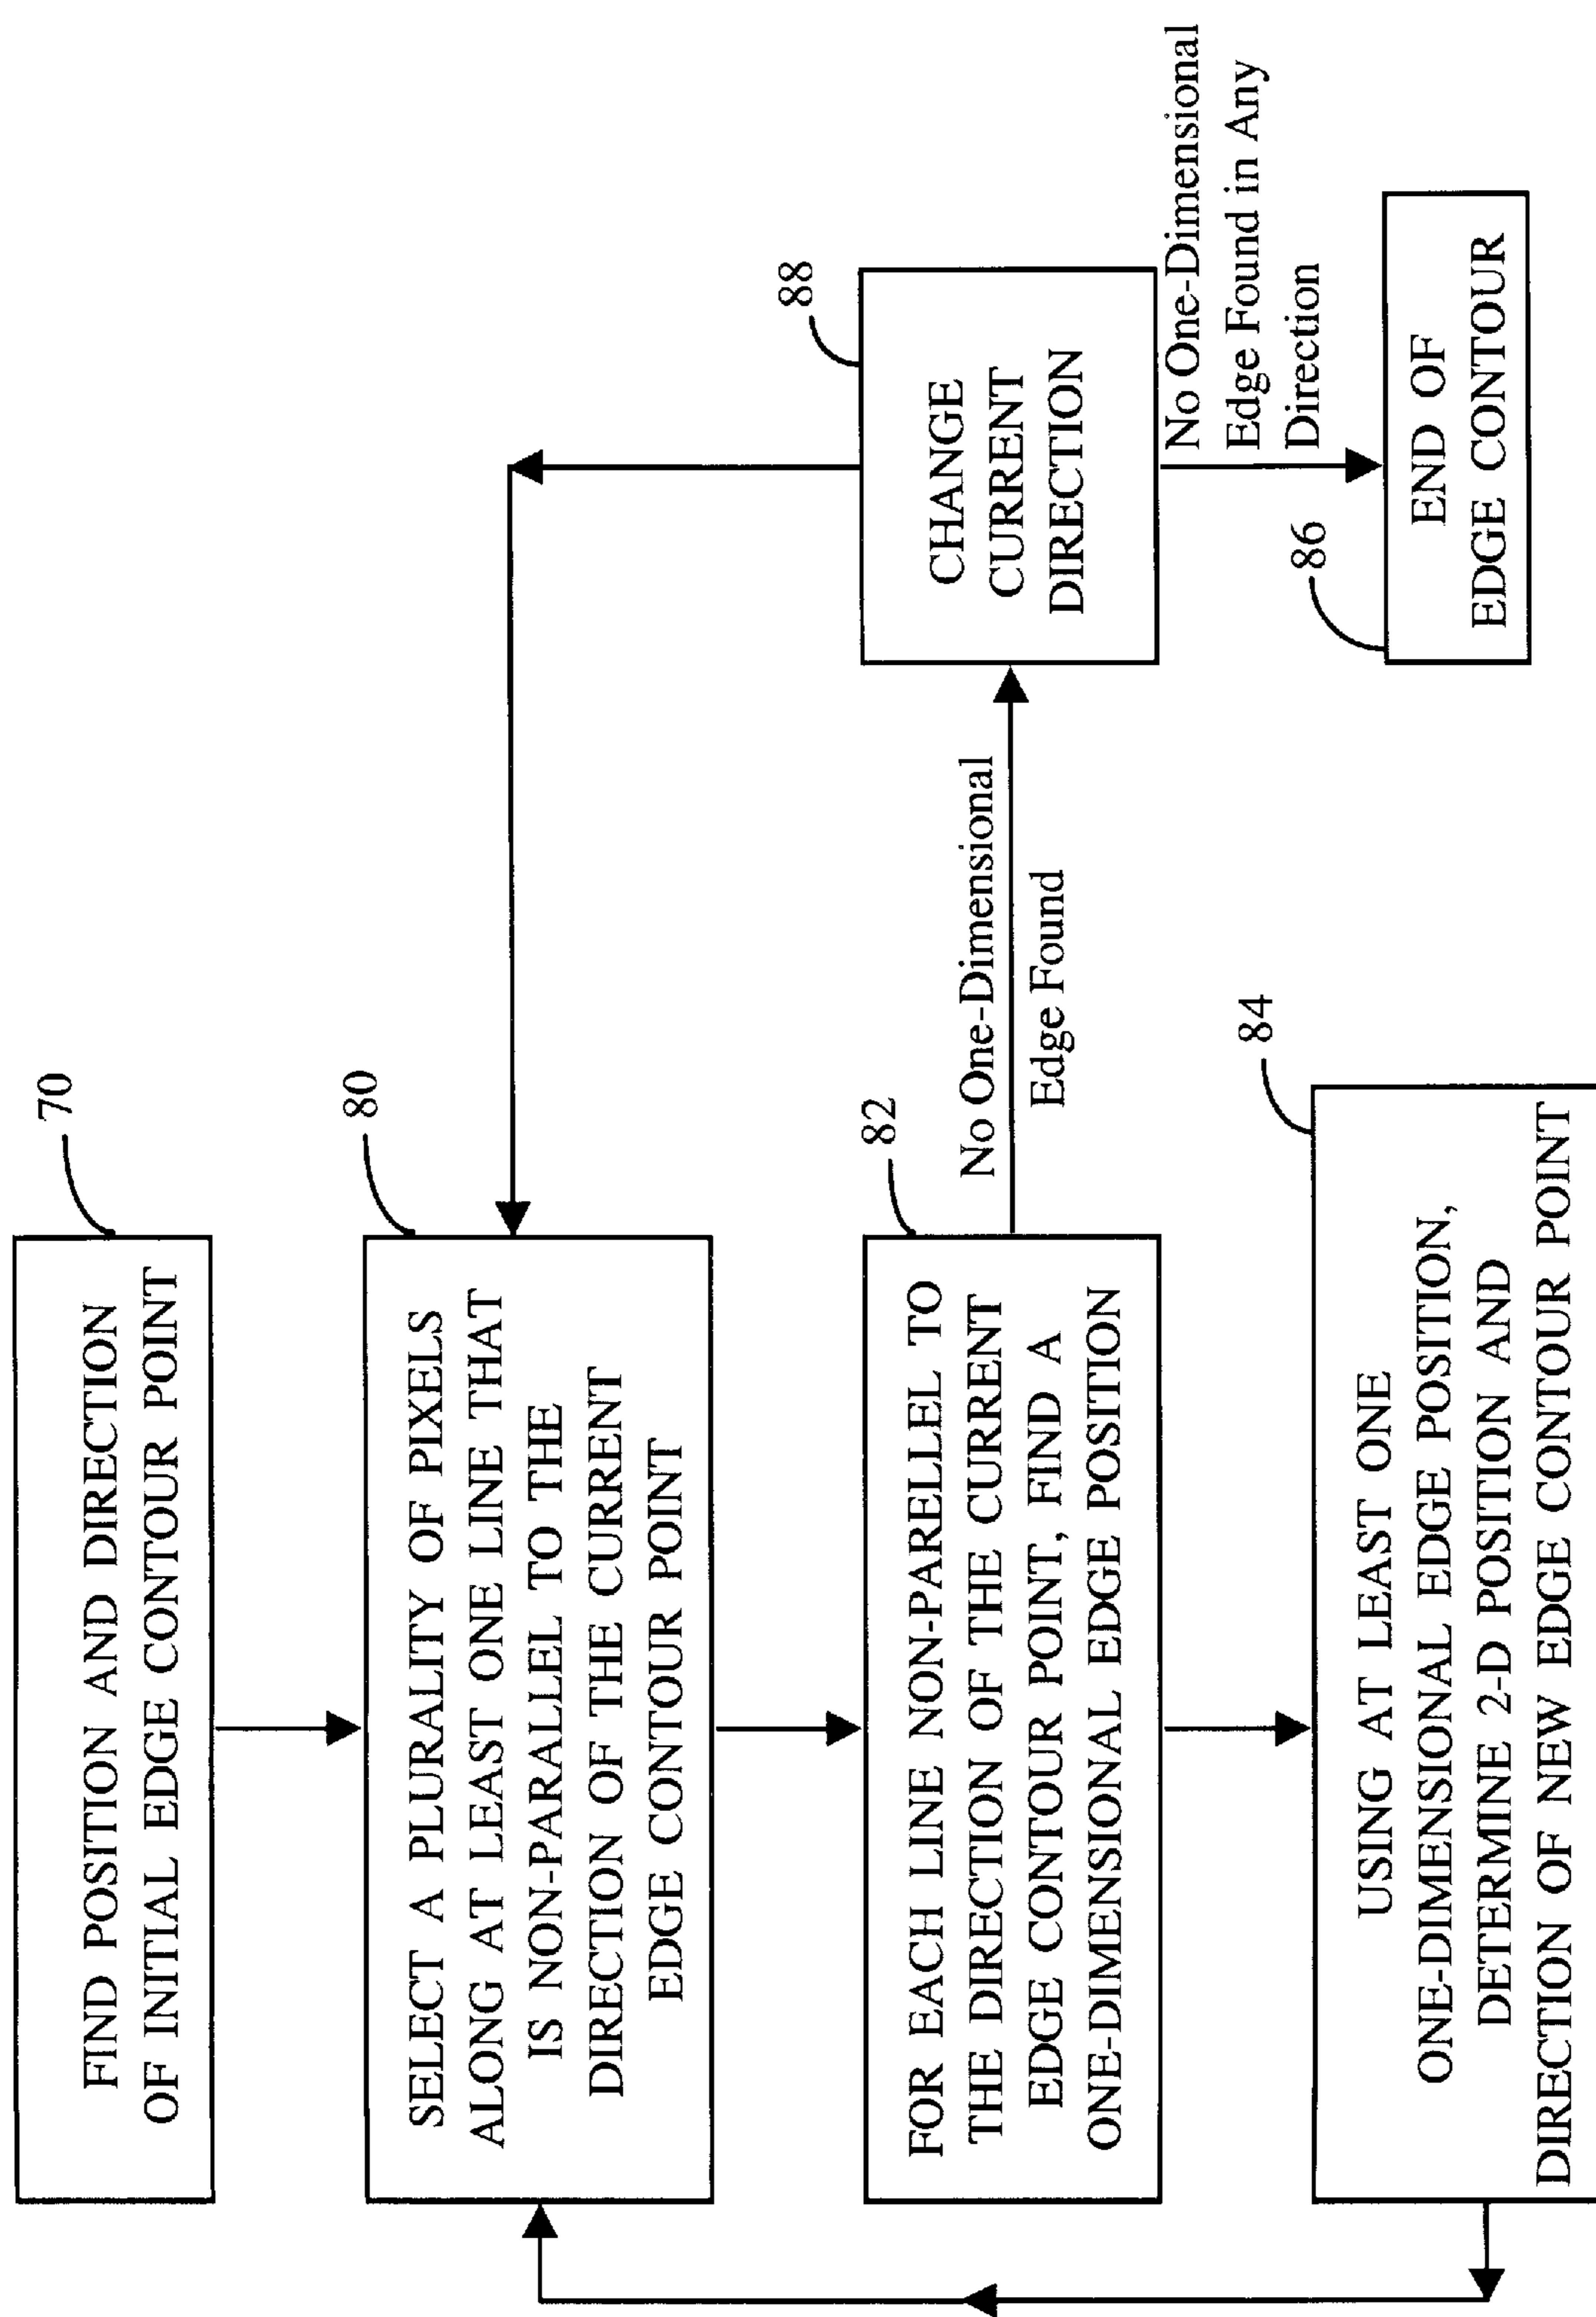 70
FIND POSITION AND DIRECTION
OF INITIAL EDGE CONTOUR POINT
80
SELECT A PLURALITY OF PIXELS
ALONG AT LEAST ONE LINE THAT
IS NON-PARALLEL TO THE
DIRECTION OF THE CURRENT
EDGE CONTOUR POINT
82
FOR EACH LINE NON-PARELLEL TO
THE DIRECTION OF THE CURRENT
EDGE CONTOUR POINT, FIND A
ONE-DIMENSIONAL EDGE POSITION
No One-Dimensional
Edge Found
88
CHANGE
CURRENT
DIRECTION
No One-Dimensional
Edge Found in Any
Direction
84
USING AT LEAST ONE
ONE-DIMENSIONAL EDGE POSITION,
DETERMINE 2-D POSITION AND
DIRECTION OF NEW EDGE CONTOUR POINT
86
END OF
EDGE CONTOUR